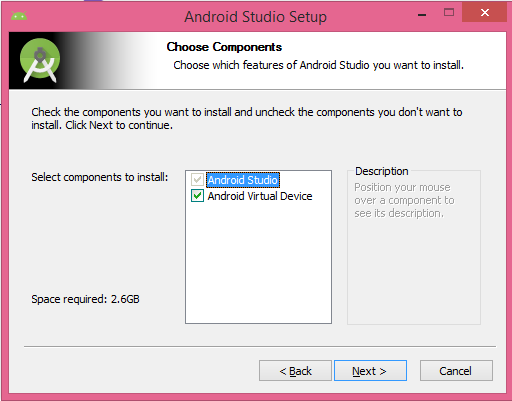 Android Studio Setup
Choose Components
Choose which features of Android Studio you want to install.
Check the components you want to install and uncheck the components you don't want to
install. Click Next to continue.
Select components to install:
Android Studio
Android Virtual Device
Description
Position your mouse
over a component to
see its description.
Space required: 2.6GB
< Back
Next >
Cancel